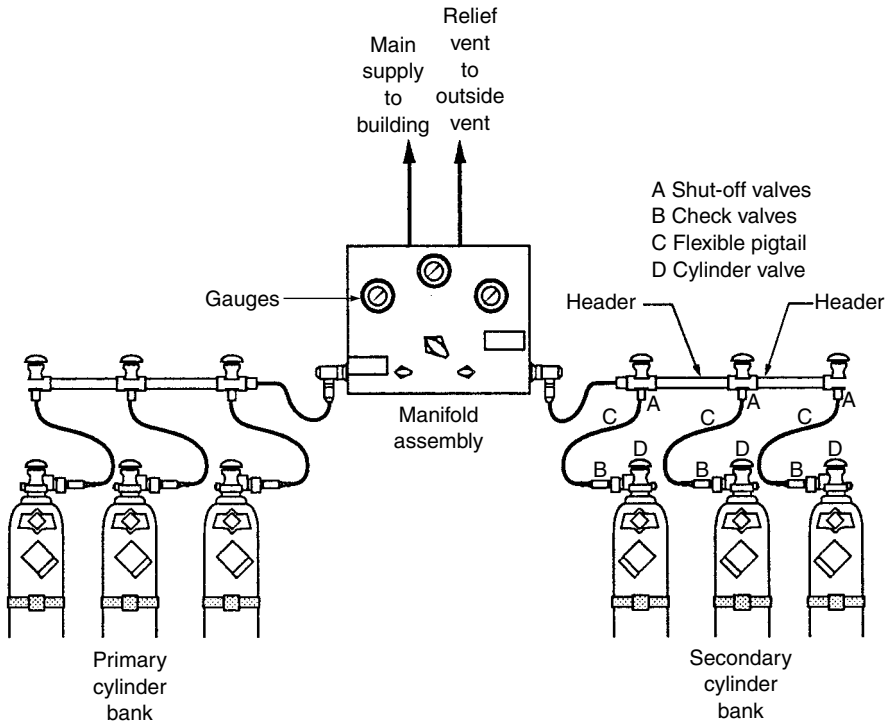 Main
supply
to
building
Relief
vent
to
outside
vent
A Shut-off valves
B Check valves
C Flexible pigtail
D Cylinder valve
Gauges
Header
Header
Manifold
assembly
A
A
A
C
C
C
D
D
D
B
B
B
Primary
cylinder
bank
Secondary
cylinder
bank